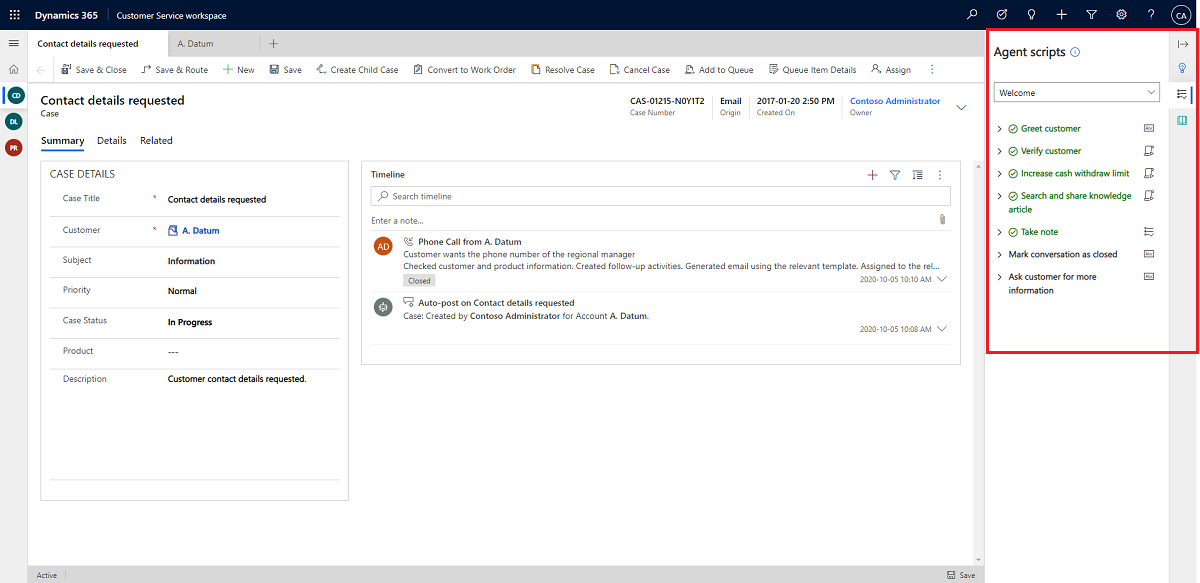 Dynamics 365 Customer Service workspace ? CA
Contact details requested A. Datum
Save & Close Save & Route New Save Create Child Case Convert to Work Order Resolve Case Cancel Case Add to Queue Queue Item Details Assign
CD
DL
PR
Contact details requested
Case
CAS-01215-N0Y1T2
Case Number
Email
Origin
2017-01-20 2:50 PM
Created On
Contoso Administrator
Owner
Summary Details Related
CASE DETAILS
Case Title * Contact details requested
Customer * A. Datum
Subject Information
Priority Normal
Case Status In Progress
Product ---
Description Customer contact details requested.
Timeline
Search timeline
Enter a note...
AD
Phone Call from A. Datum
Customer wants the phone number of the regional manager
Checked customer and product information. Created follow-up activities. Generated email using the relevant template. Assigned to the rel...
Closed 2020-10-05 10:10 AM
Auto-post on Contact details requested
Case: Created by Contoso Administrator for Account A. Datum.
2020-10-05 10:08 AM
Agent scripts
Welcome
Greet customer Abc
Verify customer
Increase cash withdraw limit
Search and share knowledge
article
Take note
Mark conversation as closed Abc
Ask customer for more Abc
information
Active Save